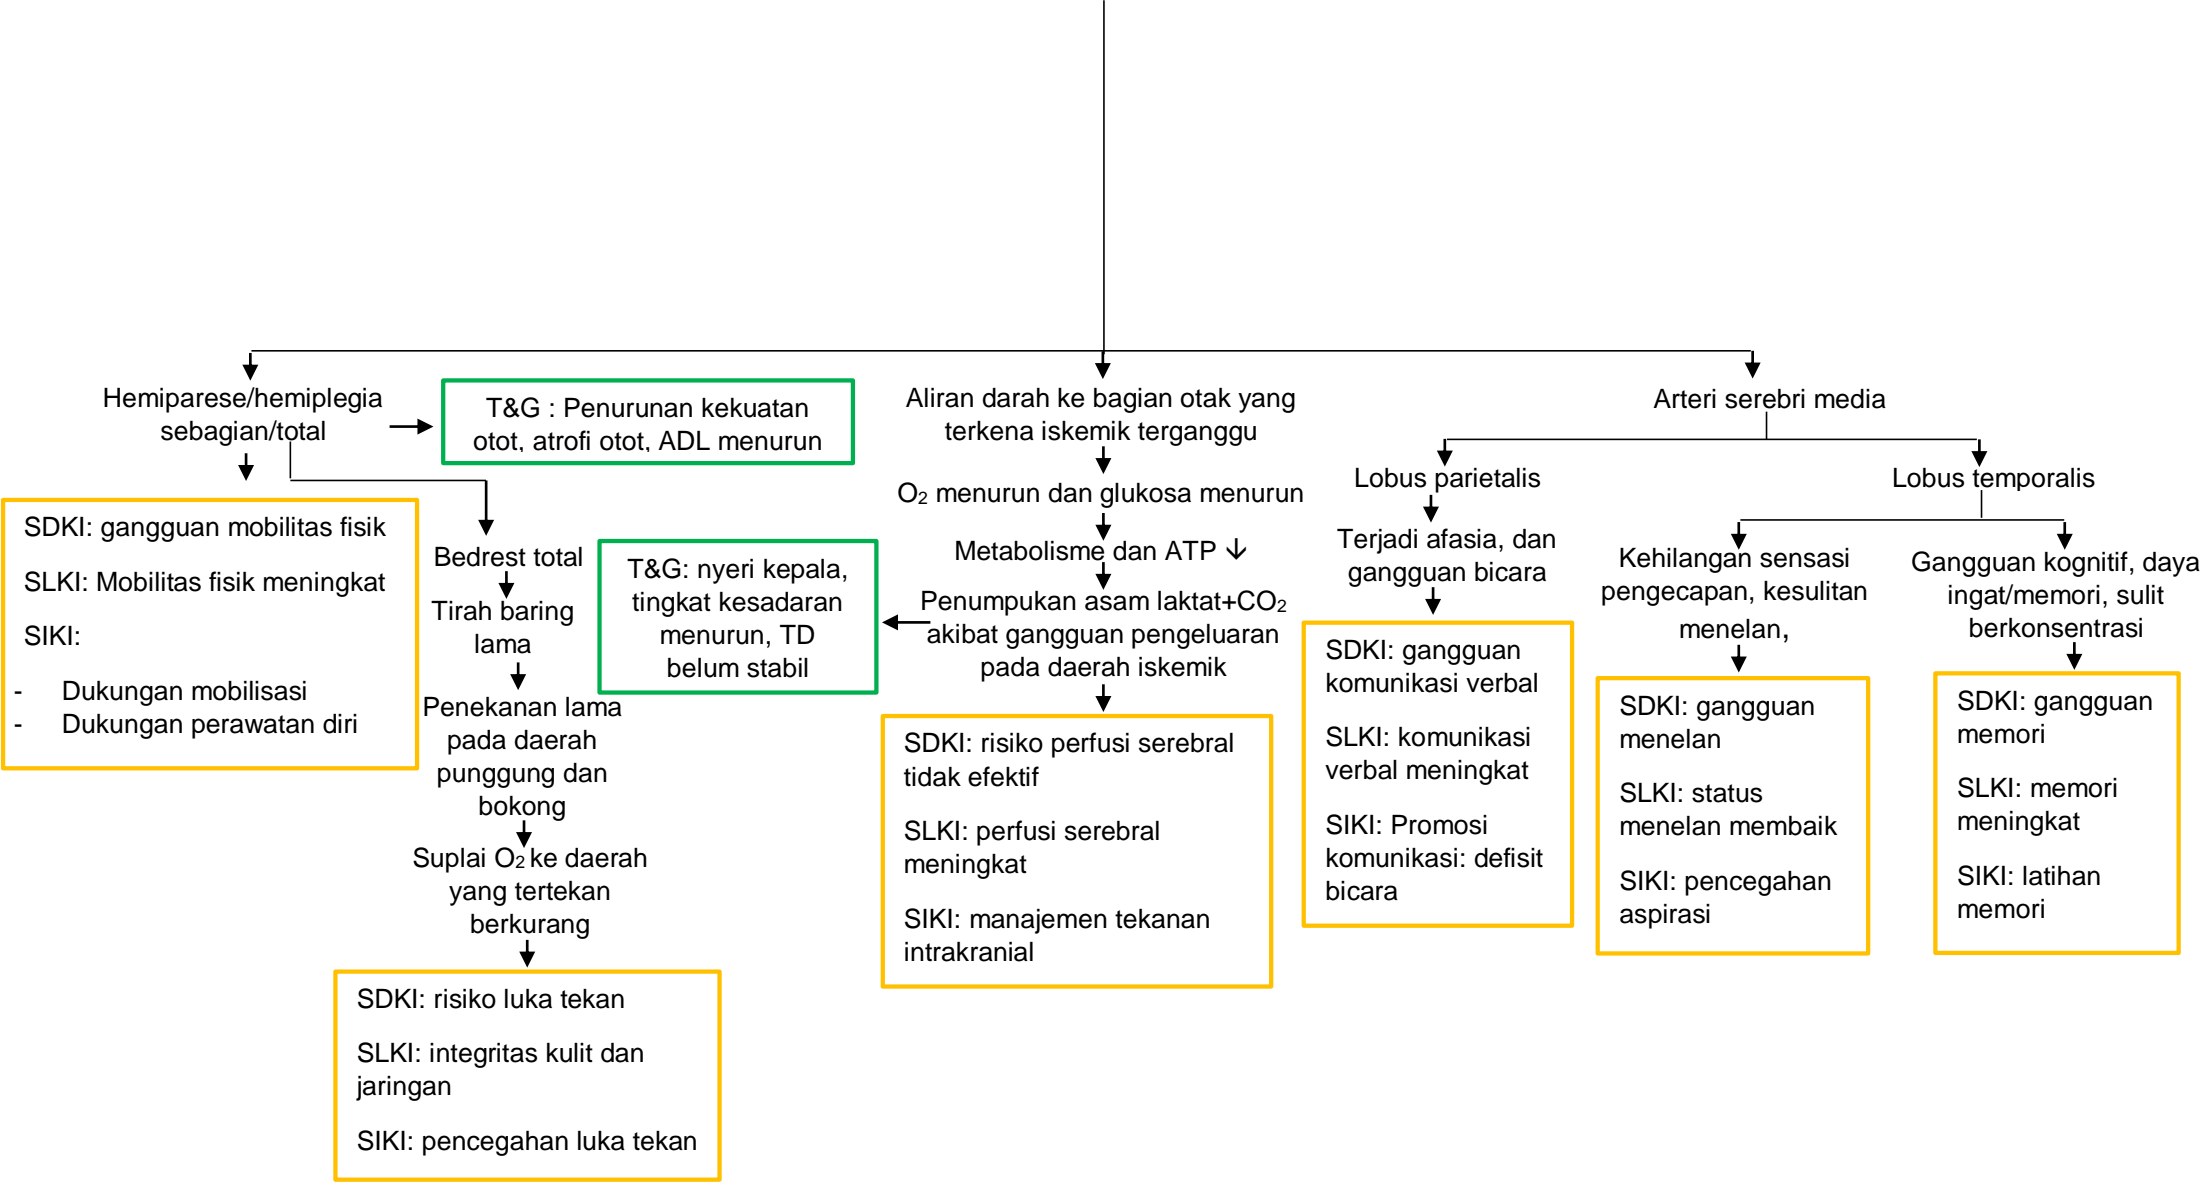 Hemiparese/hemiplegia
sebagian/total
T&G : Penurunan kekuatan
otot, atrofi otot, ADL menurun
SDKI: gangguan mobilitas fisik
SLKI: Mobilitas fisik meningkat
SIKI:
- Dukungan mobilisasi
- Dukungan perawatan diri
Bedrest total
Tirah baring
lama
Penekanan lama
pada daerah
punggung dan
bokong
Suplai O₂ ke daerah
yang tertekan
berkurang
SDKI: risiko luka tekan
SLKI: integritas kulit dan
jaringan
SIKI: pencegahan luka tekan
Aliran darah ke bagian otak yang
terkena iskemik terganggu
O₂ menurun dan glukosa menurun
Metabolisme dan ATP ↓
Penumpukan asam laktat+CO₂
akibat gangguan pengeluaran
pada daerah iskemik
T&G: nyeri kepala,
tingkat kesadaran
menurun, TD
belum stabil
SDKI: risiko perfusi serebral
tidak efektif
SLKI: perfusi serebral
meningkat
SIKI: manajemen tekanan
intrakranial
Arteri serebri media
Lobus parietalis
Terjadi afasia, dan
gangguan bicara
SDKI: gangguan
komunikasi verbal
SLKI: komunikasi
verbal meningkat
SIKI: Promosi
komunikasi: defisit
bicara
Lobus temporalis
Kehilangan sensasi
pengecapan, kesulitan
menelan,
SDKI: gangguan
menelan
SLKI: status
menelan membaik
SIKI: pencegahan
aspirasi
Gangguan kognitif, daya
ingat/memori, sulit
berkonsentrasi
SDKI: gangguan
memori
SLKI: memori
meningkat
SIKI: latihan
memori